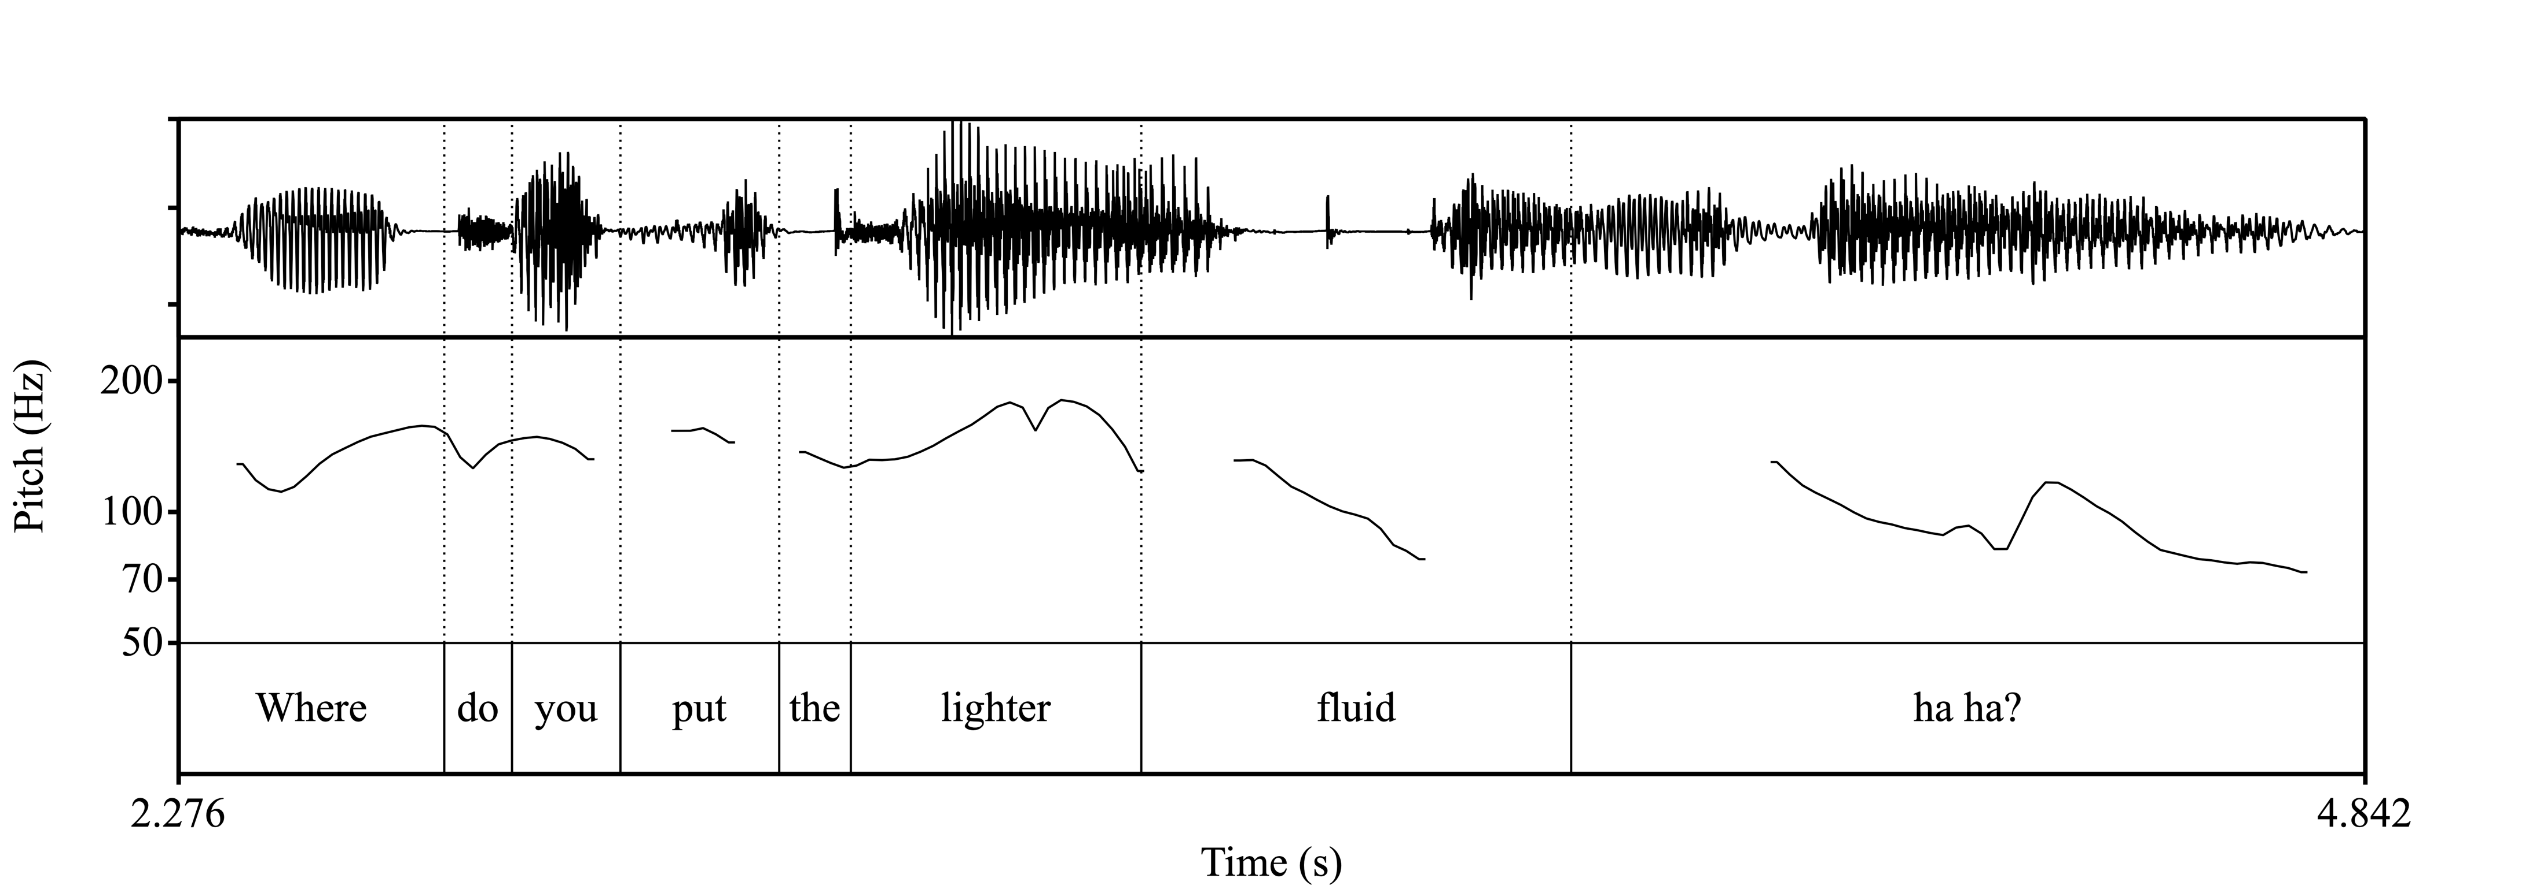 200
100
70
50
Pitch (Hz)
Where do you put the lighter fluid ha ha?
2.276 4.842
Time (s)